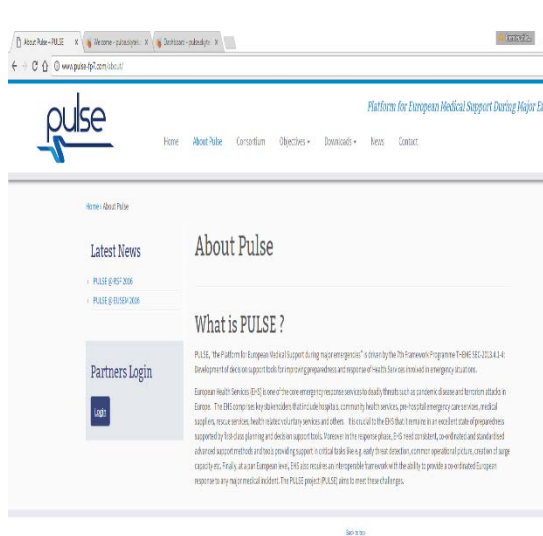 About Pulse – PULSE
www.pulse-fp7.com/about/
pulse
Platform for European Medical Support During Major E
Home About Pulse Consortium Objectives Downloads News Contact
Home › About Pulse
Latest News
PULSE @ RSF 2016
PULSE @ EUSEM 2016
Partners Login
Login
About Pulse
What is PULSE ?
PULSE, "the Platform for European Medical Support during major emergencies" is driven by the 7th Framework Programme THEME SEC-2013.4.1-4:
Development of decision support tools for improving preparedness and response of Health Services involved in emergency situations.
European Health Services (EHS) is one of the core emergency response services to deadly threats such as pandemic disease and terrorism attacks in
Europe. The EHS comprises key stakeholders that include hospitals, community health services, pre-hospital emergency care services, medical
suppliers, rescue services, health related voluntary services and others. It is crucial to the EHS that it remains in an excellent state of preparedness
supported by first-class planning and decision support tools. Moreover in the response phase, EHS need consistent, co-ordinated and standardised
advanced support methods and tools providing support in critical tasks like e.g. early threat detection, common operational picture, creation of surge
capacity etc. Finally, at a pan European level, EHS also requires an interoperable framework with the ability to provide a co-ordinated European
response to any major medical incident. The PULSE project (PULSE) aims to meet these challenges.
Back to top